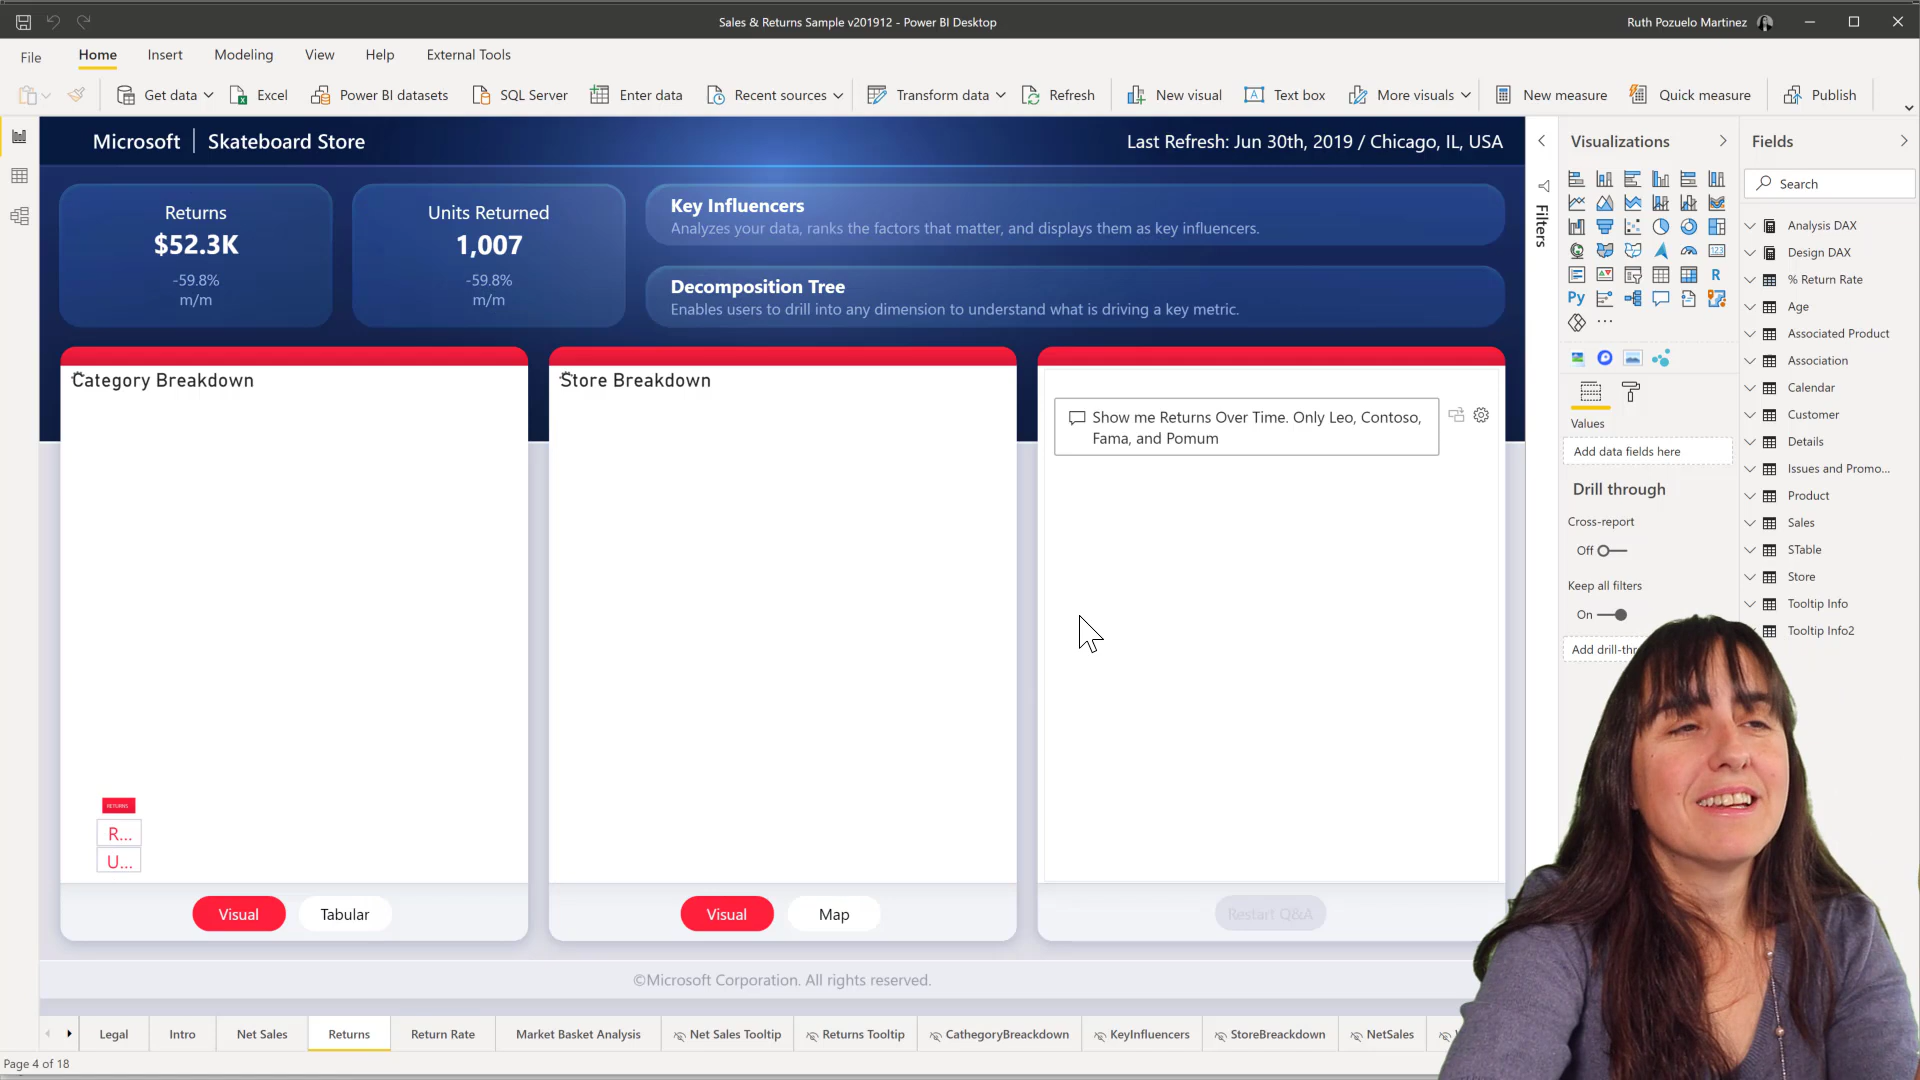 Sales & Returns Sample v201912 - Power BI Desktop
Ruth Pozuelo Martinez
File
Home
Insert
Modeling
View
Help
External Tools
Get data
Excel
Power BI datasets
SQL Server
Enter data
Recent sources
Transform data
Refresh
New visual
Text box
More visuals
New measure
Quick measure
Publish
Microsoft | Skateboard Store
Last Refresh: Jun 30th, 2019 / Chicago, IL, USA
Returns
$52.3K
-59.8%
m/m
Units Returned
1,007
-59.8%
m/m
Key Influencers
Analyzes your data, ranks the factors that matter, and displays them as key influencers.
Decomposition Tree
Enables users to drill into any dimension to understand what is driving a key metric.
Category Breakdown
RETURNS
R...
U...
Visual
Tabular
Store Breakdown
Visual
Map
Show me Returns Over Time. Only Leo, Contoso,
Fama, and Pomum
Restart Q&A
©Microsoft Corporation. All rights reserved.
Filters
Visualizations
R
Py
123
Values
Add data fields here
Drill through
Cross-report
Off
Keep all filters
On
Add drill-thr
Fields
Search
Analysis DAX
Design DAX
% Return Rate
Age
Associated Product
Association
Calendar
Customer
Details
Issues and Promo...
Product
Sales
STable
Store
Tooltip Info
Tooltip Info2
Legal
Intro
Net Sales
Returns
Return Rate
Market Basket Analysis
Net Sales Tooltip
Returns Tooltip
CathegoryBreackdown
KeyInfluencers
StoreBreakdown
NetSales
Page 4 of 18